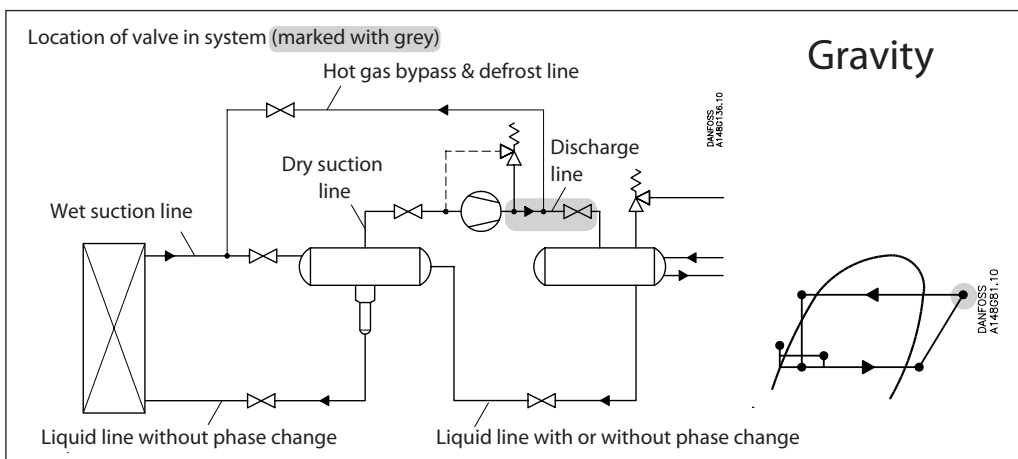 Location of valve in system (marked with grey)
Gravity
Hot gas bypass & defrost line
DANFOSS
A148G136.10
Discharge
line
Dry suction
line
Wet suction line
DANFOSS
A148G81.10
Liquid line without phase change
Liquid line with or without phase change